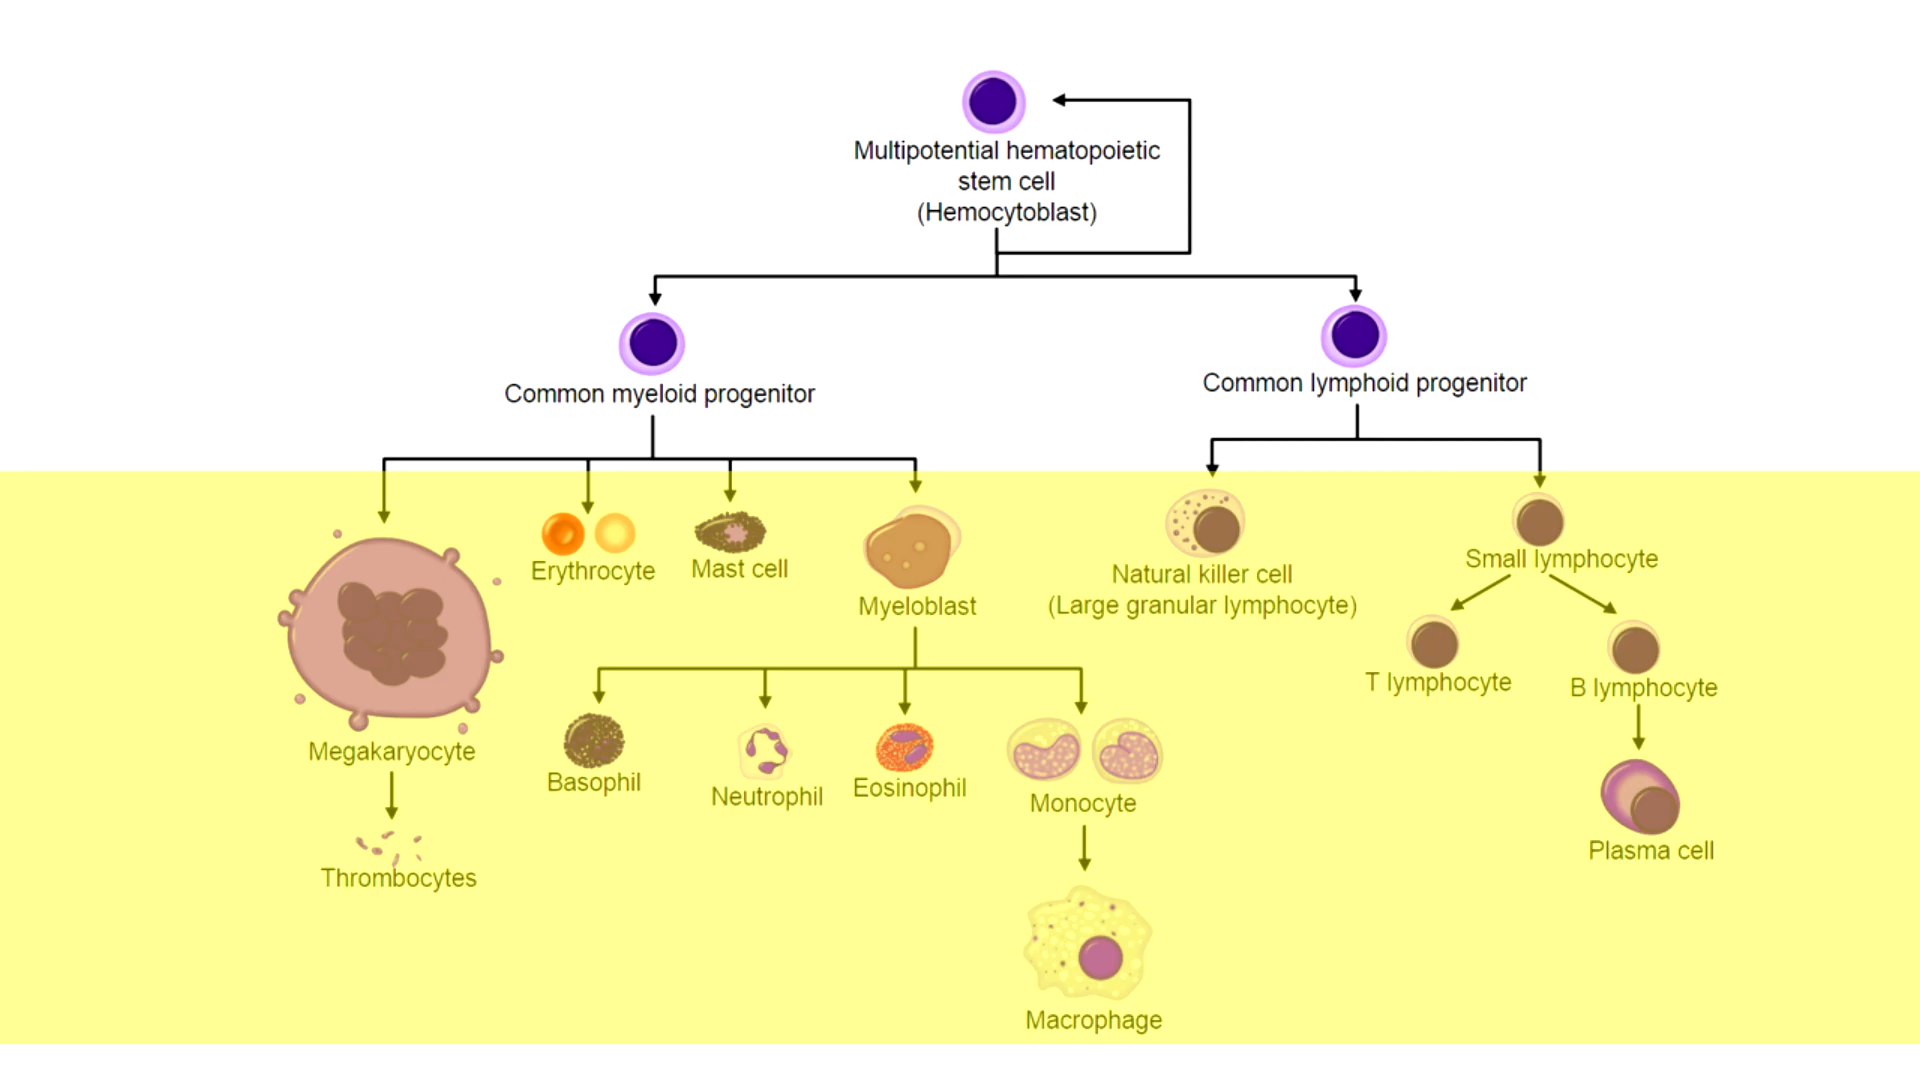 Multipotential hematopoietic
stem cell
(Hemocytoblast)
Common myeloid progenitor
Common lymphoid progenitor
Erythrocyte
Mast cell
Myeloblast
Natural killer cell
(Large granular lymphocyte)
Small lymphocyte
T lymphocyte
B lymphocyte
Megakaryocyte
Basophil
Neutrophil
Eosinophil
Monocyte
Plasma cell
Thrombocytes
Macrophage